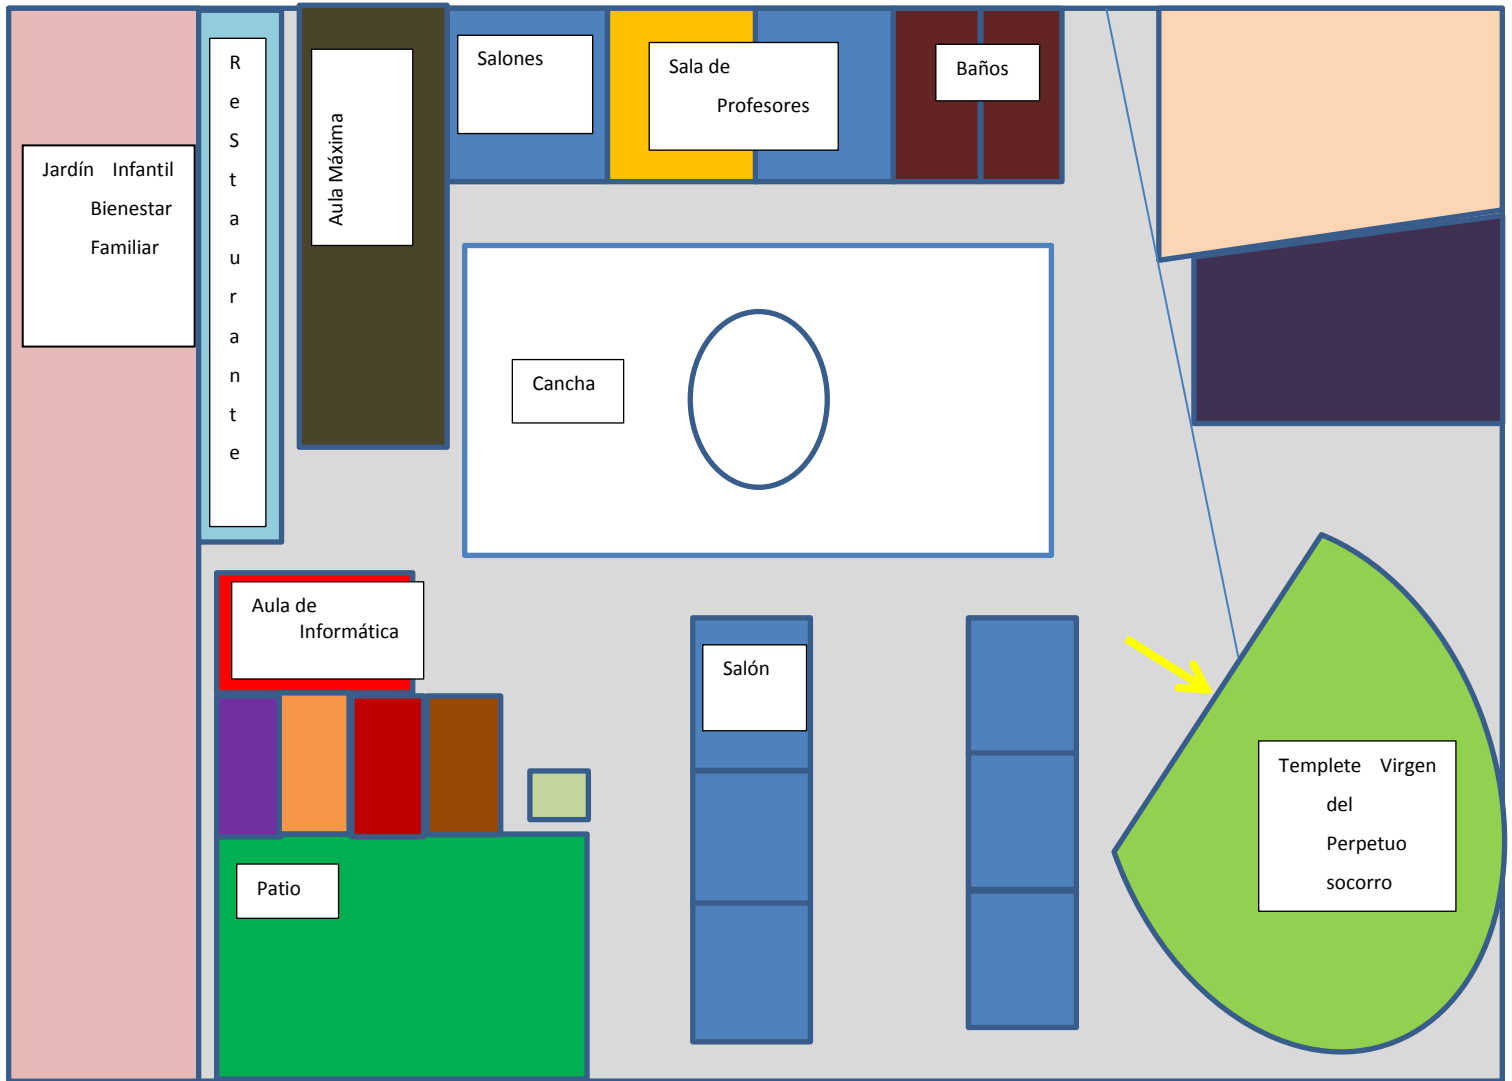 Jardín Infantil
Bienestar
Familiar
R
e
S
t
a
u
r
a
n
t
e
Aula Máxima
Salones
Sala de
Profesores
Baños
Cancha
Aula de
Informática
Salón
Patio
Templete Virgen
del
Perpetuo
socorro